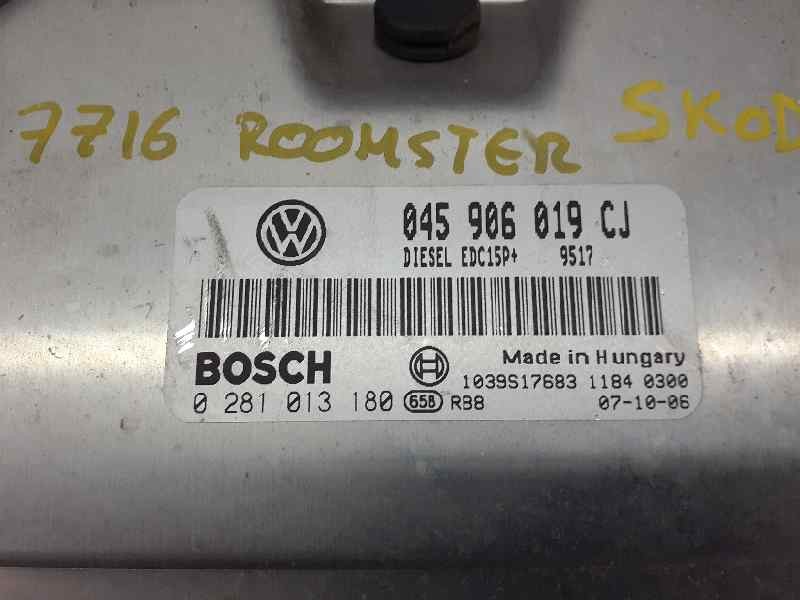 7716 ROOMSTER SKOD
045 906 019 CJ
DIESEL EDC15P+ 9517
BOSCH
Made in Hungary
1039S17683 1184 0300
0 281 013 180 658 RB8 07-10-06